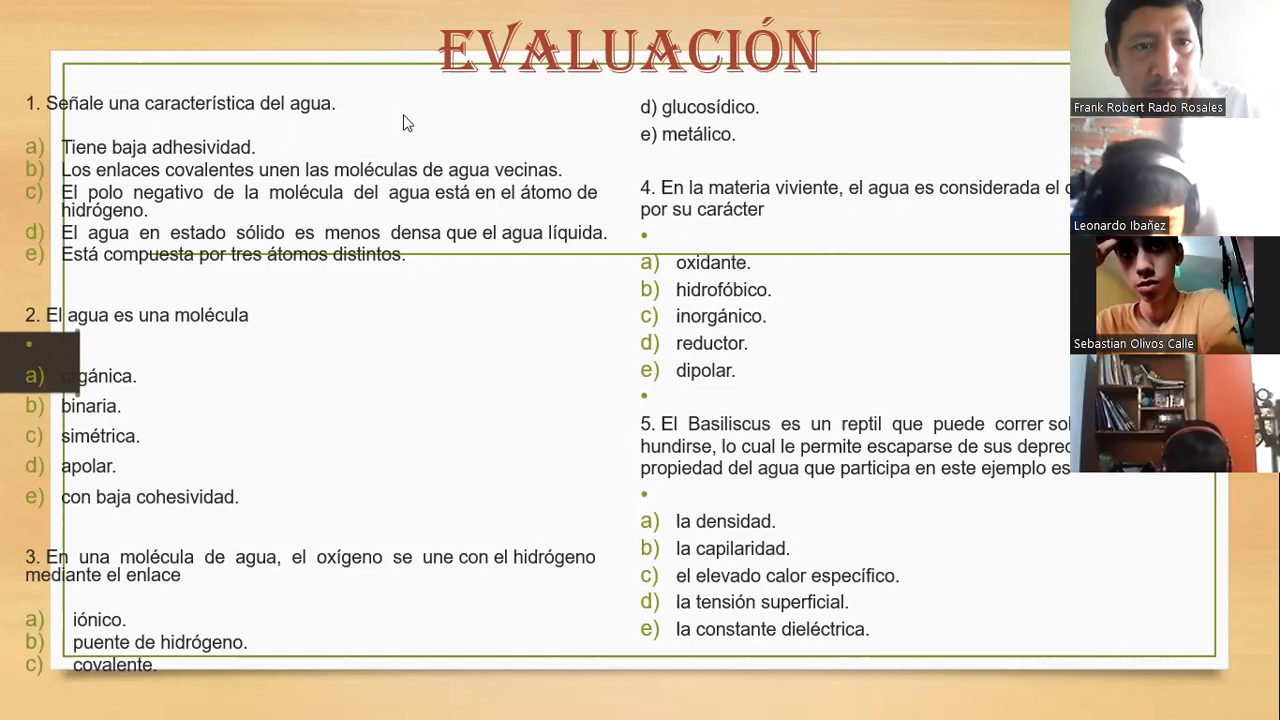 EVALUACIÓN
1. Señale una característica del agua.
a) Tiene baja adhesividad.
b) Los enlaces covalentes unen las moléculas de agua vecinas.
c) El polo negativo de la molécula del agua está en el átomo de
hidrógeno.
d) El agua en estado sólido es menos densa que el agua líquida.
e) Está compuesta por tres átomos distintos.
2. El agua es una molécula
•
a) orgánica.
b) binaria.
c) simétrica.
d) apolar.
e) con baja cohesividad.
3. En una molécula de agua, el oxígeno se une con el hidrógeno
mediante el enlace
a) iónico.
b) puente de hidrógeno.
c) covalente.
d) glucosídico.
e) metálico.
4. En la materia viviente, el agua es considerada el
por su carácter
•
a) oxidante.
b) hidrofóbico.
c) inorgánico.
d) reductor.
e) dipolar.
•
5. El Basiliscus es un reptil que puede correr
hundirse, lo cual le permite escaparse de sus
propiedad del agua que participa en este ejemplo es
•
a) la densidad.
b) la capilaridad.
c) el elevado calor específico.
d) la tensión superficial.
e) la constante dieléctrica.
Frank Robert Rado Rosales
Leonardo Ibañez
Sebastian Olivos Calle